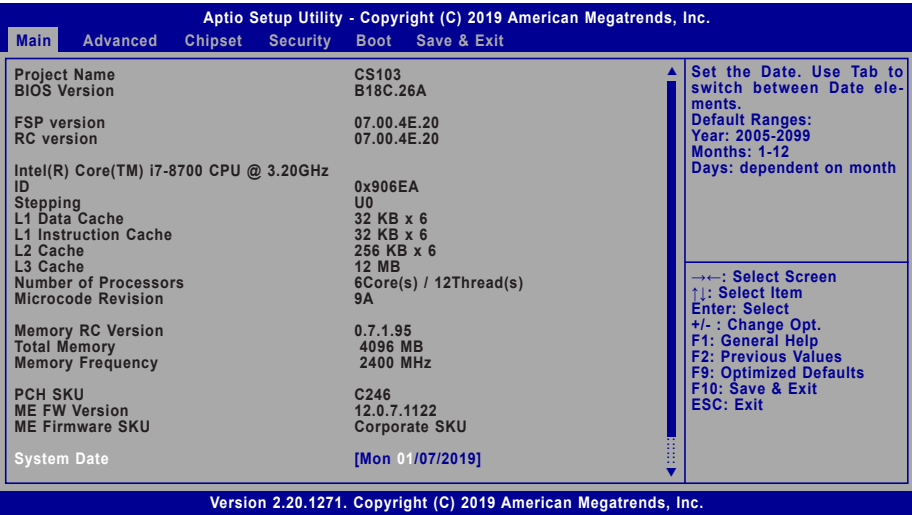 Aptio Setup Utility - Copyright (C) 2019 American Megatrends, Inc.
Main Advanced Chipset Security Boot Save & Exit
Project Name CS103
BIOS Version B18C.26A
FSP version 07.00.4E.20
RC version 07.00.4E.20
Intel(R) Core(TM) i7-8700 CPU @ 3.20GHz
ID 0x906EA
Stepping U0
L1 Data Cache 32 KB x 6
L1 Instruction Cache 32 KB x 6
L2 Cache 256 KB x 6
L3 Cache 12 MB
Number of Processors 6Core(s) / 12Thread(s)
Microcode Revision 9A
Memory RC Version 0.7.1.95
Total Memory 4096 MB
Memory Frequency 2400 MHz
PCH SKU C246
ME FW Version 12.0.7.1122
ME Firmware SKU Corporate SKU
System Date [Mon 01/07/2019]
Set the Date. Use Tab to
switch between Date ele-
ments.
Default Ranges:
Year: 2005-2099
Months: 1-12
Days: dependent on month
→←: Select Screen
↑↓: Select Item
Enter: Select
+/- : Change Opt.
F1: General Help
F2: Previous Values
F9: Optimized Defaults
F10: Save & Exit
ESC: Exit
Version 2.20.1271. Copyright (C) 2019 American Megatrends, Inc.